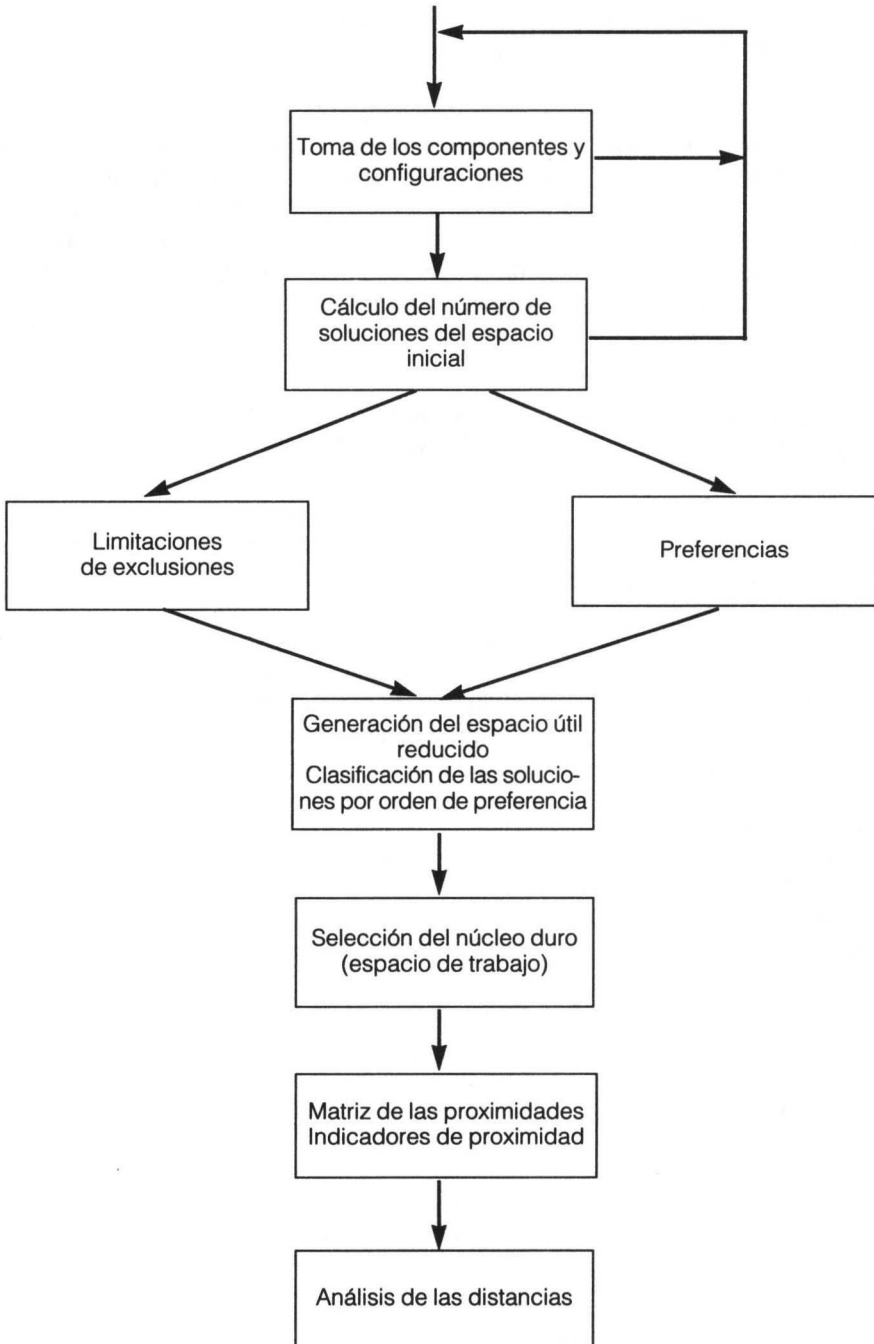 Toma de los componentes y
configuraciones
Cálculo del número de
soluciones del espacio
inicial
Limitaciones
de exclusiones
Preferencias
Generación del espacio útil
reducido
Clasificación de las solucio-
nes por orden de preferencia
Selección del núcleo duro
(espacio de trabajo)
Matriz de las proximidades
Indicadores de proximidad
Análisis de las distancias